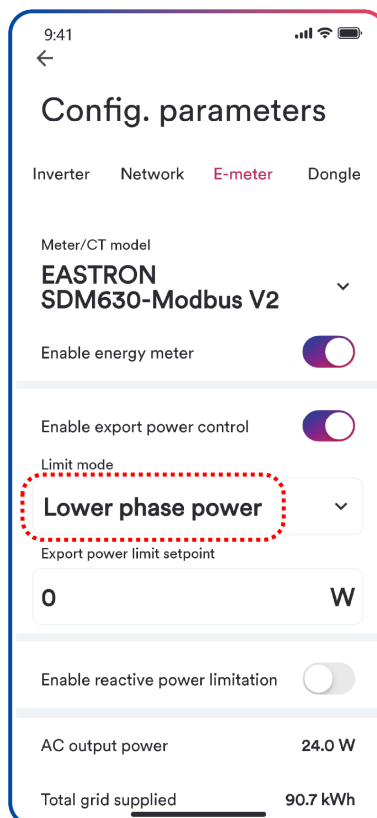 9:41
Config. parameters
Inverter Network E-meter Dongle
Meter/CT model
EASTRON
SDM630-Modbus V2
Enable energy meter
Enable export power control
Limit mode
Lower phase power
Export power limit setpoint
0 W
Enable reactive power limitation
AC output power 24.0 W
Total grid supplied 90.7 kWh